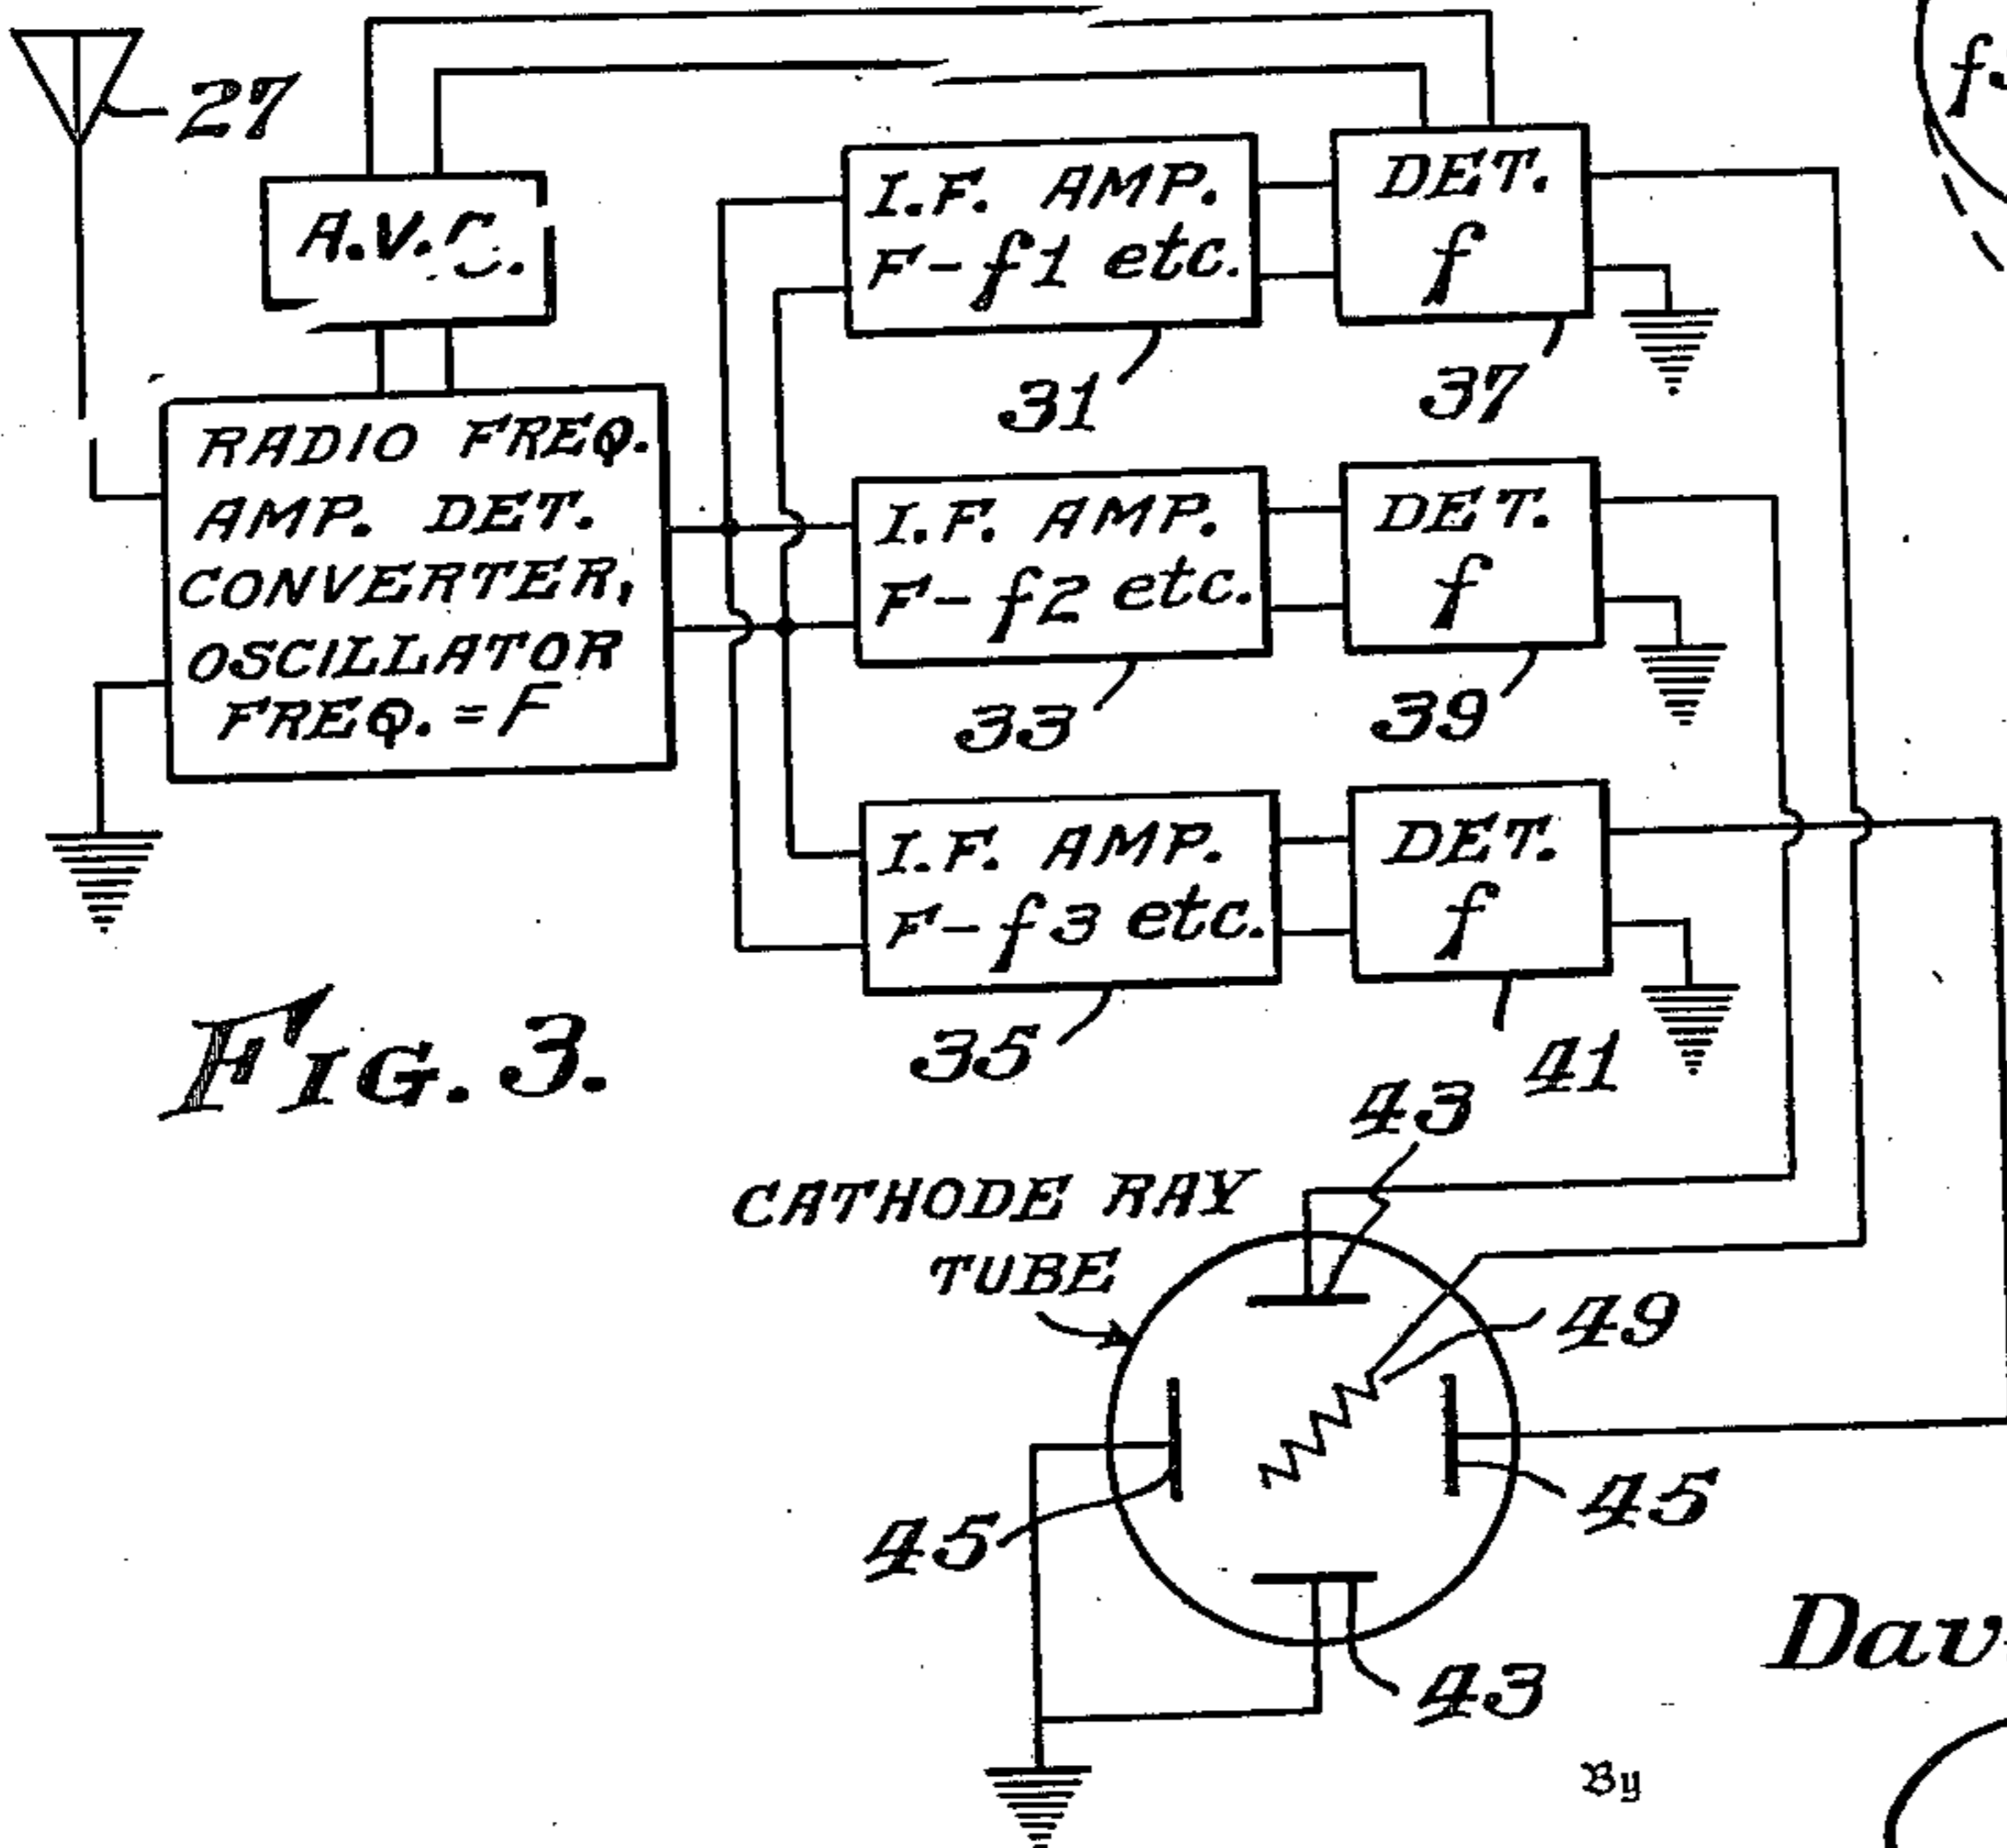 27
A.V.C.
RADIO FREQ.
AMP. DET.
CONVERTER,
OSCILLATOR
FREQ. = F
I.F. AMP.
F - f1 etc.
31
DET.
f
37
I.F. AMP.
F - f2 etc.
33
DET.
f
39
I.F. AMP.
F - f3 etc.
35
DET.
f
41
FIG. 3.
CATHODE RAY
TUBE
43
49
45
45
43
By